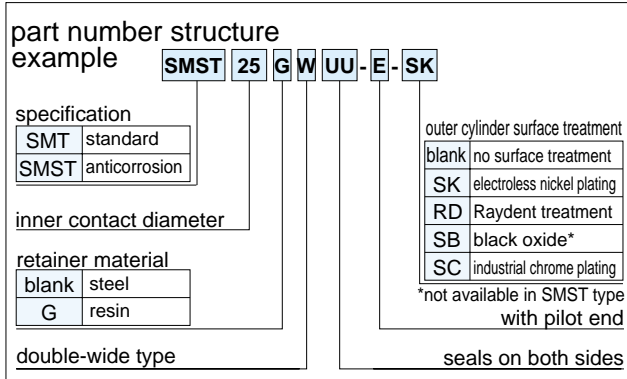 part number structure
example
SMST 25 G W UU - E - SK
specification
SMT standard
SMST anticorrosion
inner contact diameter
retainer material
blank steel
G resin
double-wide type
outer cylinder surface treatment
blank no surface treatment
SK electroless nickel plating
RD Raydent treatment
SB black oxide*
SC industrial chrome plating
*not available in SMST type
with pilot end
seals on both sides